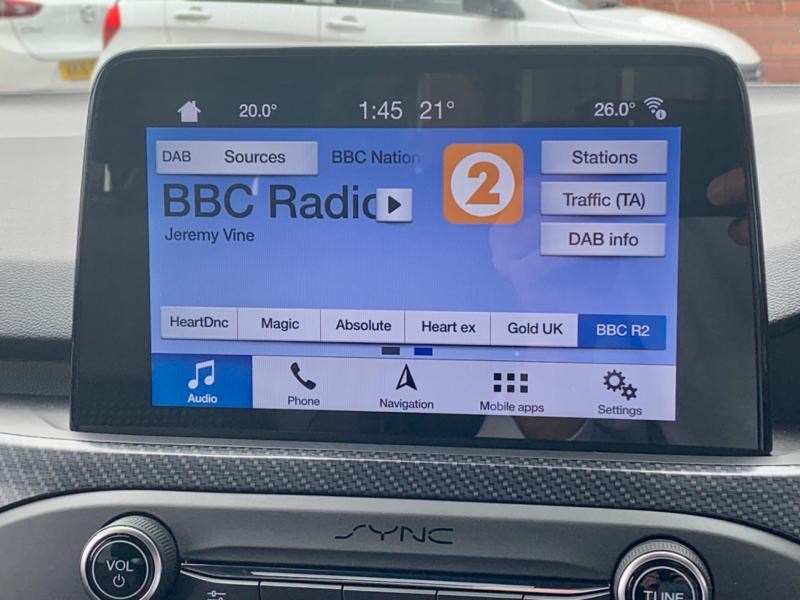 20.0° 1:45 21° 26.0°
DAB Sources BBC Nation Stations
2
BBC Radio Traffic (TA)
Jeremy Vine DAB info
HeartDnc Magic Absolute Heart ex Gold UK BBC R2
Audio Phone Navigation Mobile apps Settings
SYNC
VOL TUNE